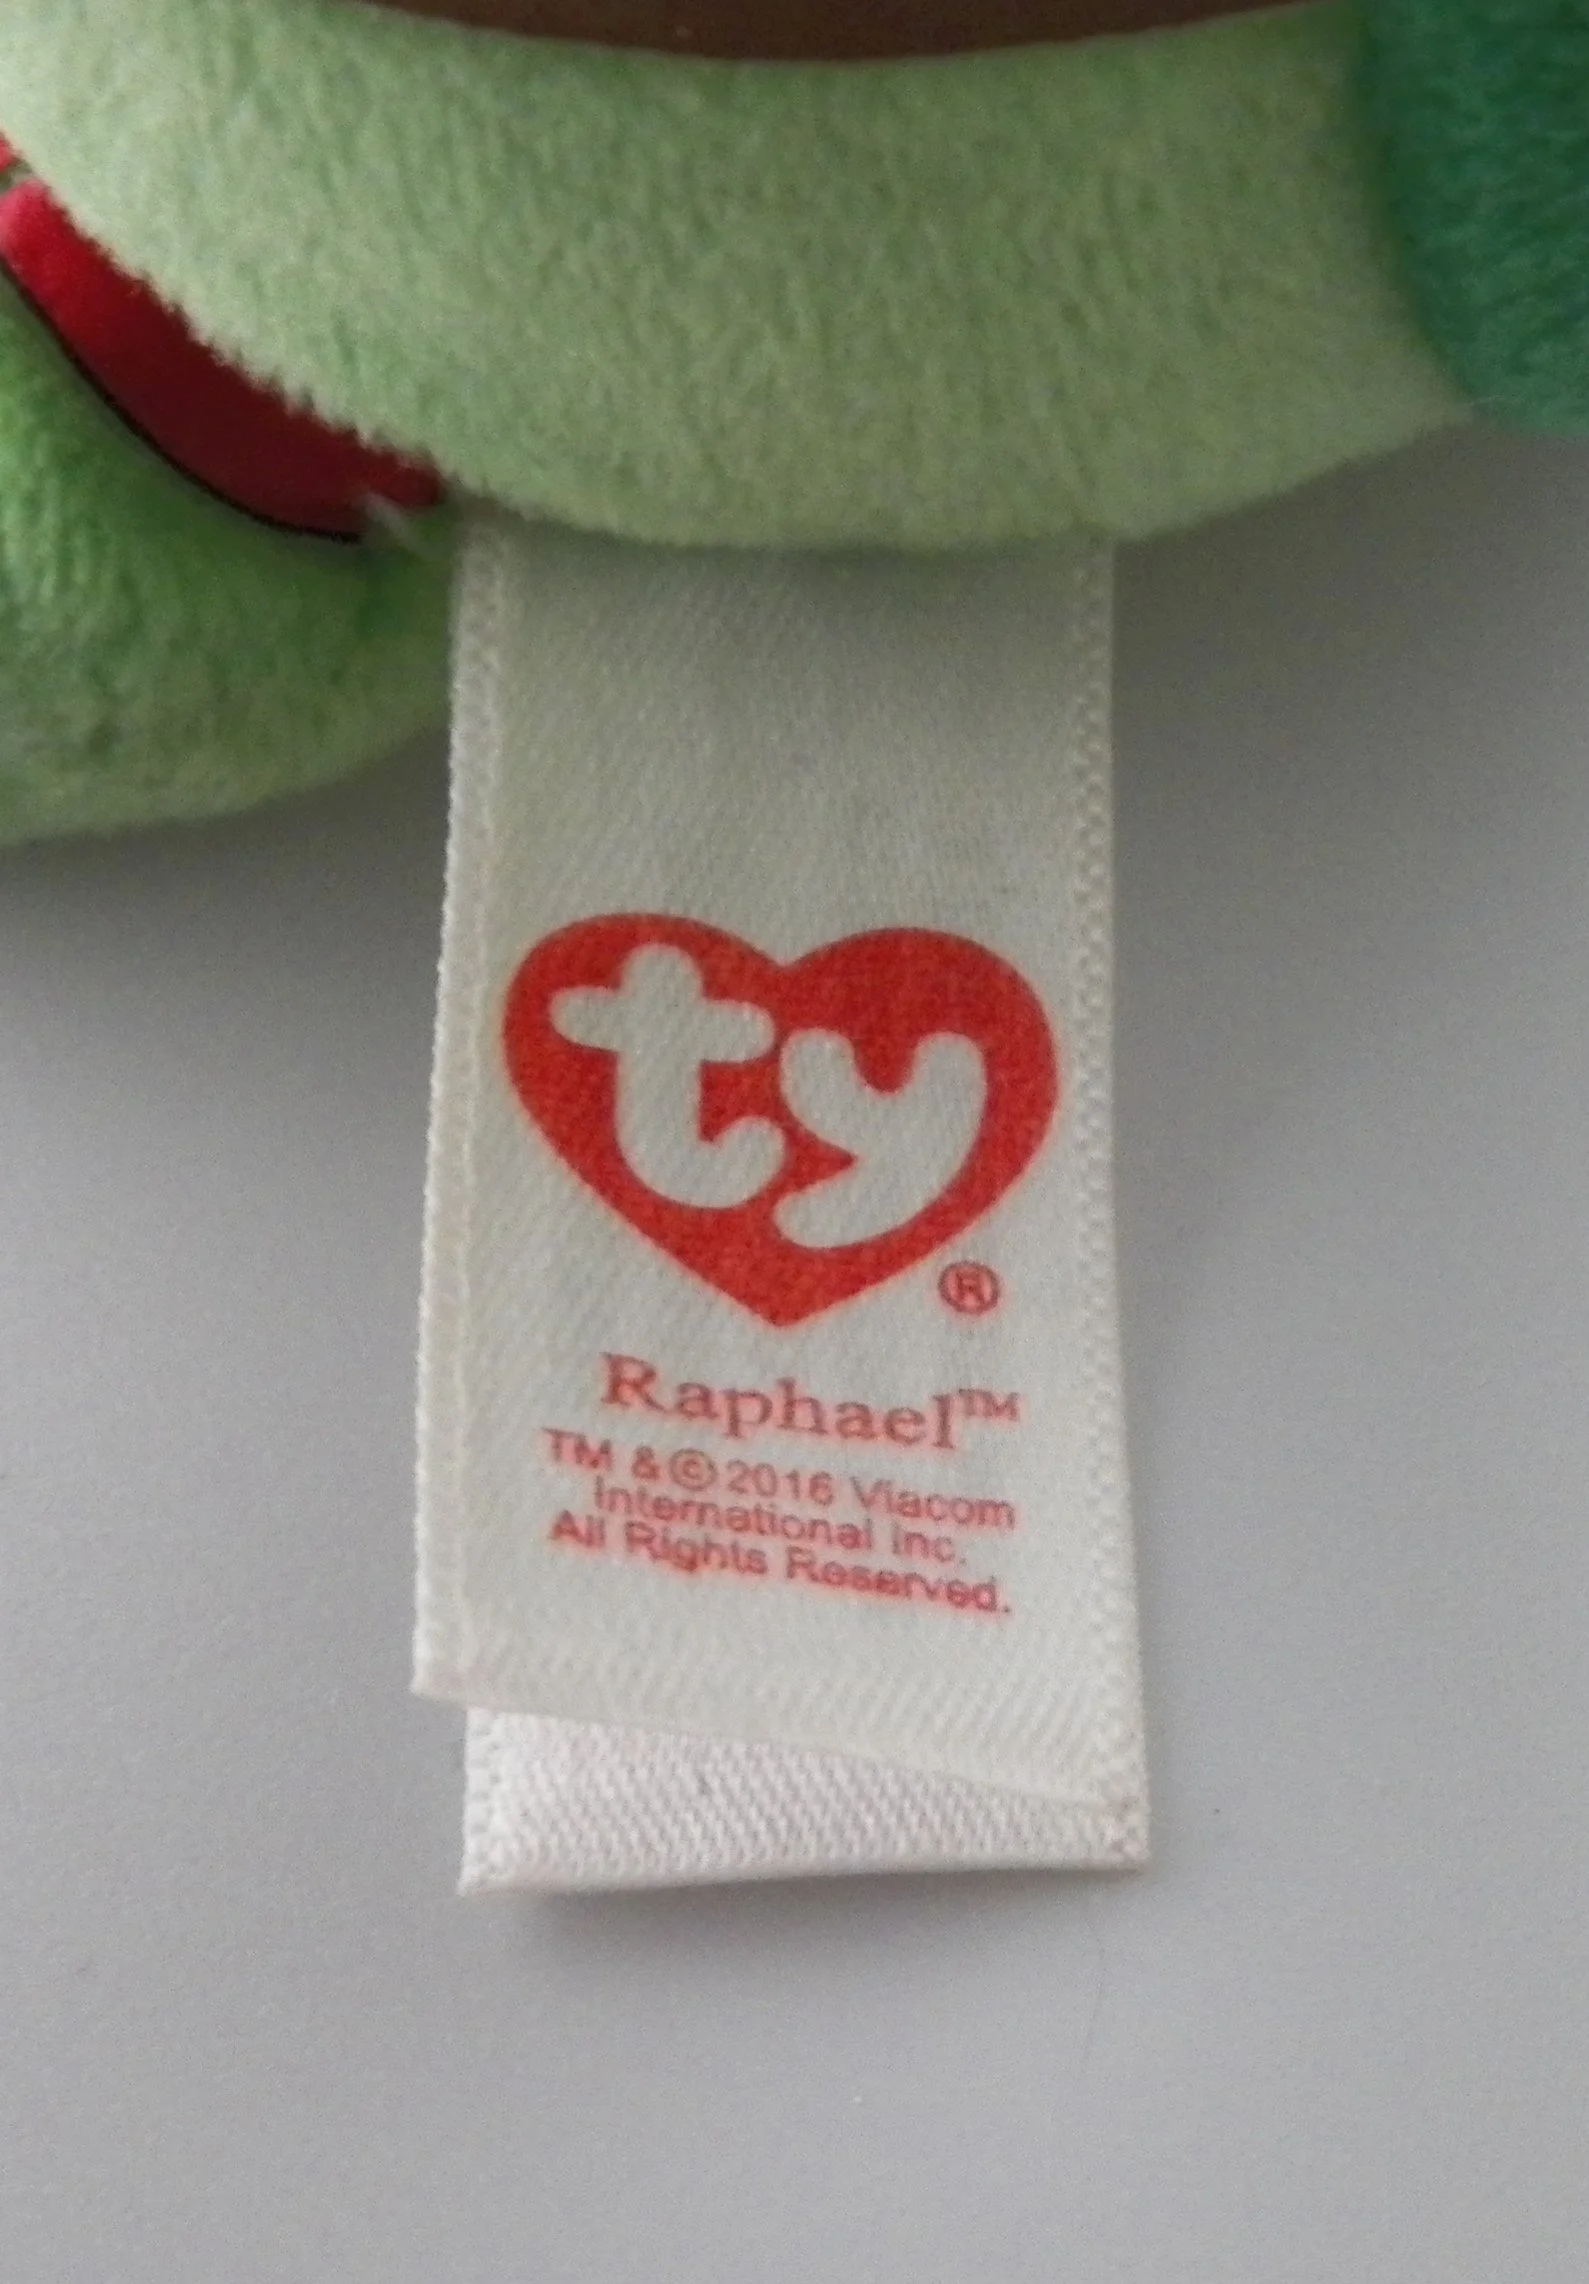 ty
®
Raphael™
TM & © 2016 Viacom
International Inc.
All Rights Reserved.